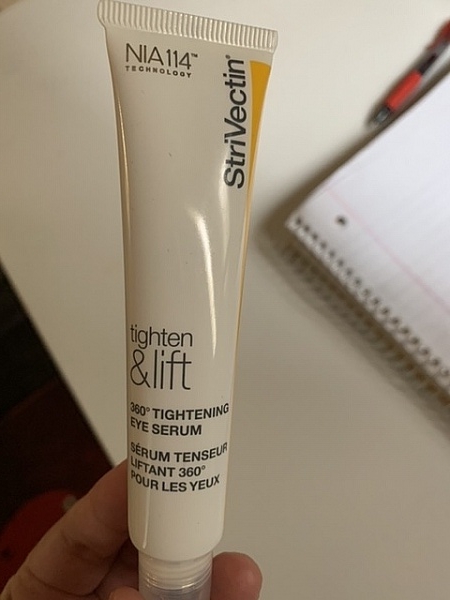 NIA114™
TECHNOLOGY
StriVectin®
tighten
&lift
360° TIGHTENING
EYE SERUM
SÉRUM TENSEUR
LIFTANT 360°
POUR LES YEUX